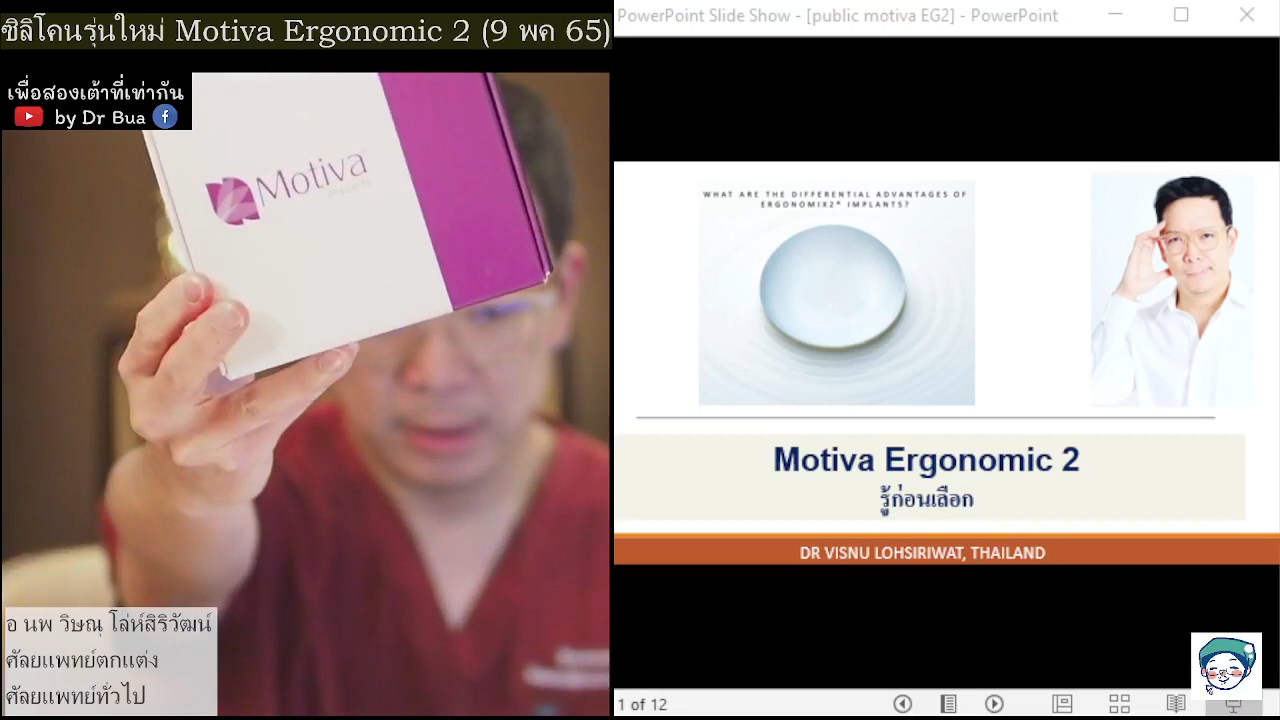 ซิลิโคนรุ่นใหม่ Motiva Ergonomic 2 (9 พค 65)
เพื่อสองเต้าที่เท่ากัน
by Dr Bua
Motiva
อ นพ วิษณุ โล่ห์สิริวัฒน์
ศัลยแพทย์ตกแต่ง
ศัลยแพทย์ทั่วไป
PowerPoint Slide Show - [public motiva EG2] - PowerPoint
WHAT ARE THE DIFFERENTIAL ADVANTAGES OF
ERGONOMIX2® IMPLANTS?
Motiva Ergonomic 2
รู้ก่อนเลือก
DR VISNU LOHSIRIWAT, THAILAND
1 of 12